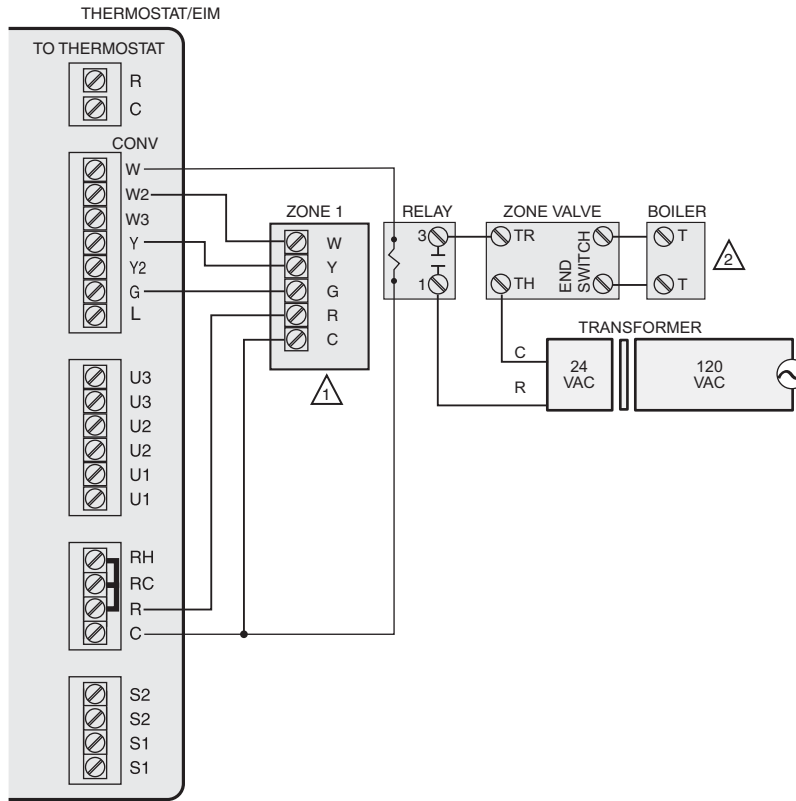 THERMOSTAT/EIM
TO THERMOSTAT
R
C
CONV
W
W2
W3
Y
Y2
G
L
U3
U3
U2
U2
U1
U1
RH
RC
R
C
S2
S2
S1
S1
ZONE 1
W
Y
G
R
C
1
RELAY
3
1
ZONE VALVE
TR
TH
END
SWITCH
BOILER
T
T
2
TRANSFORMER
C
R
24
VAC
120
VAC